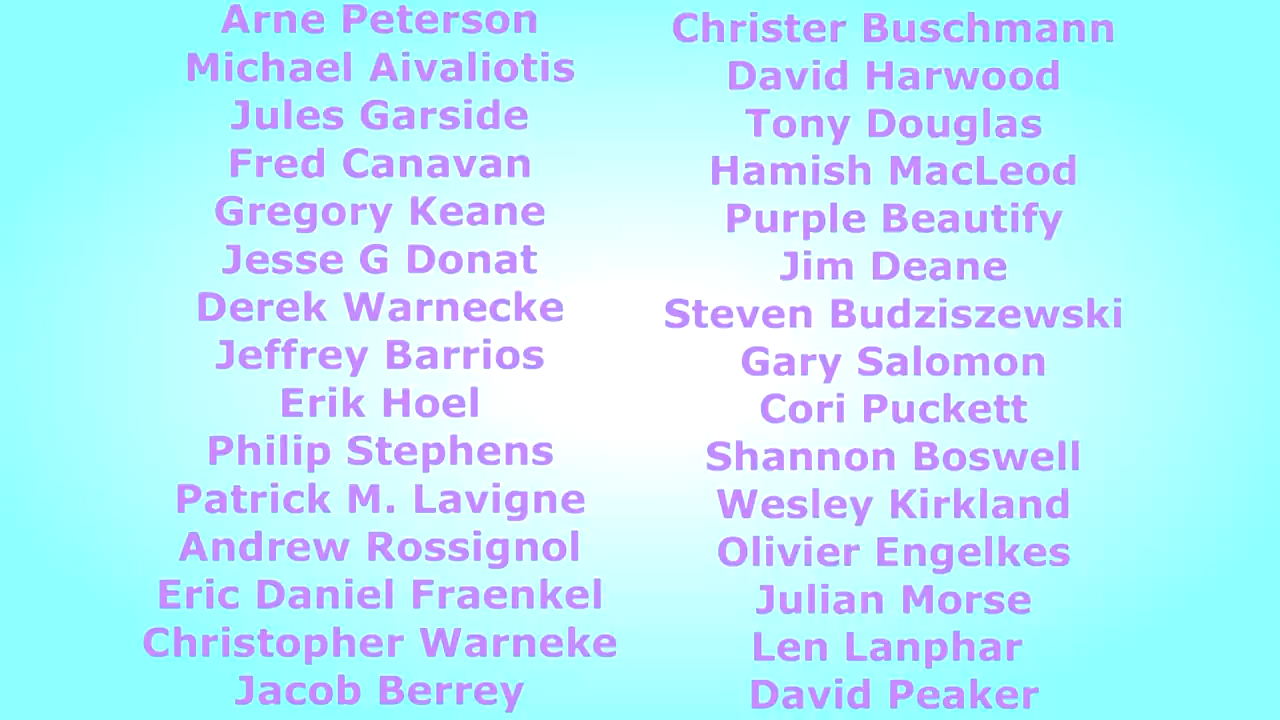 Arne Peterson
Michael Aivaliotis
Jules Garside
Fred Canavan
Gregory Keane
Jesse G Donat
Derek Warnecke
Jeffrey Barrios
Erik Hoel
Philip Stephens
Patrick M. Lavigne
Andrew Rossignol
Eric Daniel Fraenkel
Christopher Warneke
Jacob Berrey
Christer Buschmann
David Harwood
Tony Douglas
Hamish MacLeod
Purple Beautify
Jim Deane
Steven Budziszewski
Gary Salomon
Cori Puckett
Shannon Boswell
Wesley Kirkland
Olivier Engelkes
Julian Morse
Len Lanphar
David Peaker